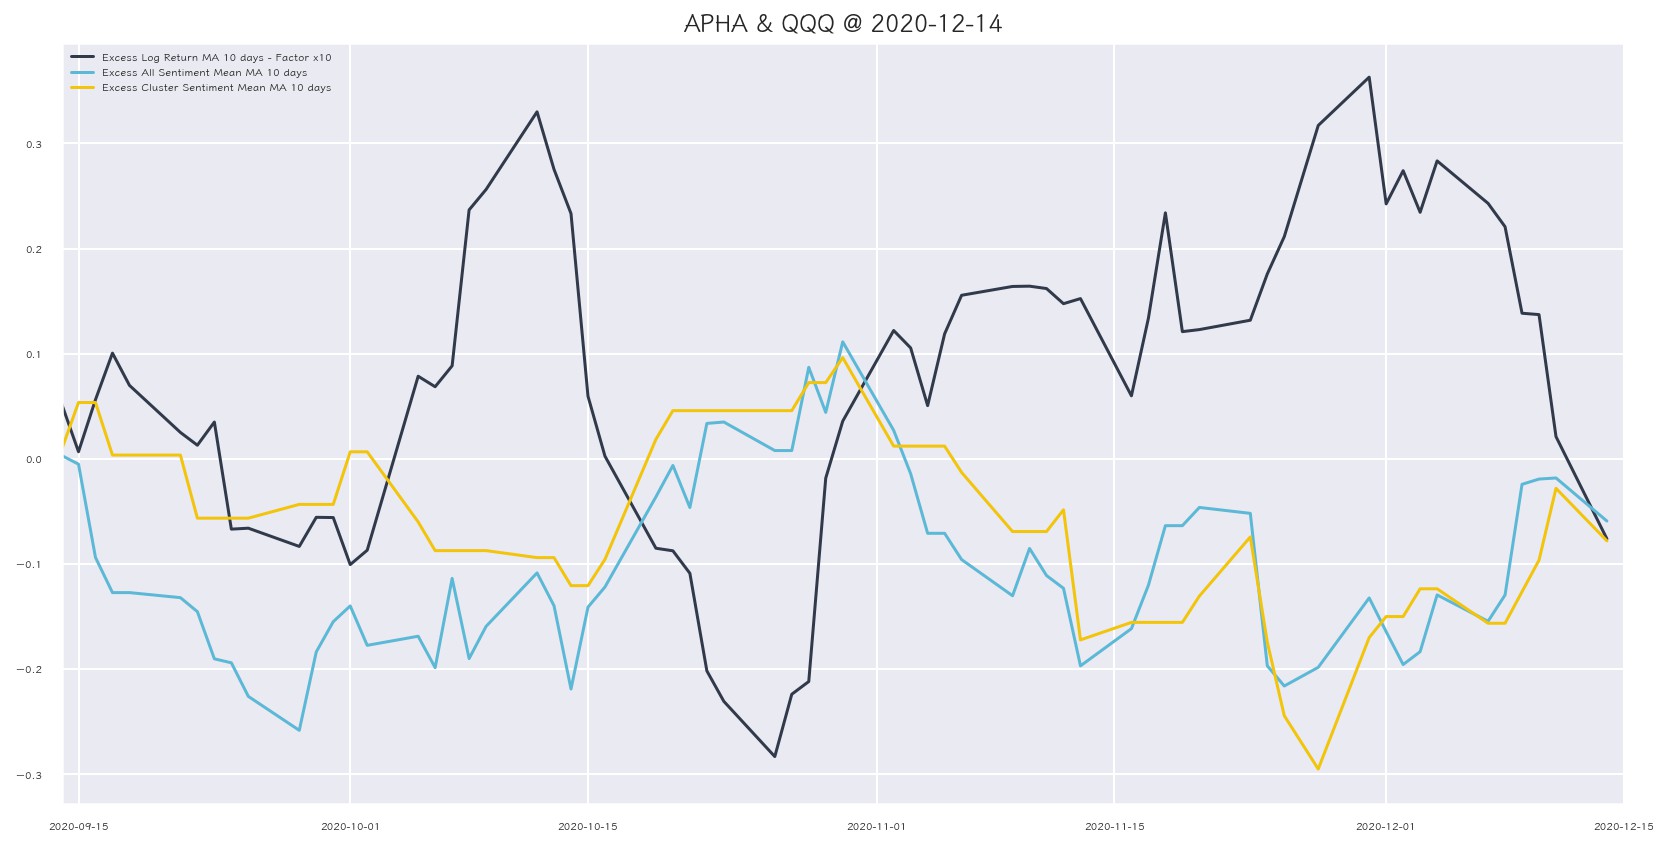 APHA & QQQ @ 2020-12-14
Excess Log Return MA 10 days - Factor x10
Excess All Sentiment Mean MA 10 days
Excess Cluster Sentiment Mean MA 10 days
0.3
0.2
0.1
0.0
−0.1
−0.2
−0.3
2020-09-15 2020-10-01 2020-10-15 2020-11-01 2020-11-15 2020-12-01 2020-12-15